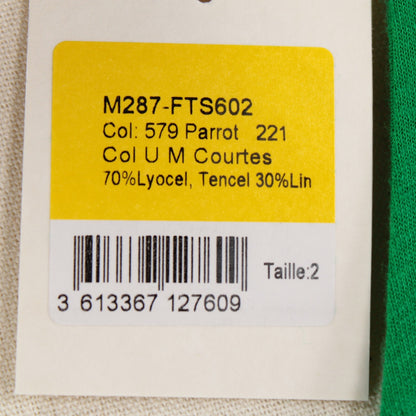 M287-FTS602
Col: 579 Parrot 221
Col U M Courtes
70%Lyocel, Tencel 30%Lin
Taille:2
3 613367 127609